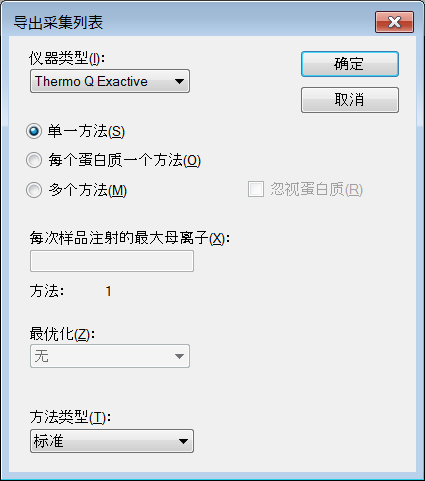 导出采集列表
仪器类型(I):
确定
Thermo Q Exactive
取消
单一方法(S)
每个蛋白质一个方法(O)
多个方法(M)
忽视蛋白质(R)
每次样品注射的最大母离子(X):
方法: 1
最优化(Z):
无
方法类型(T):
标准